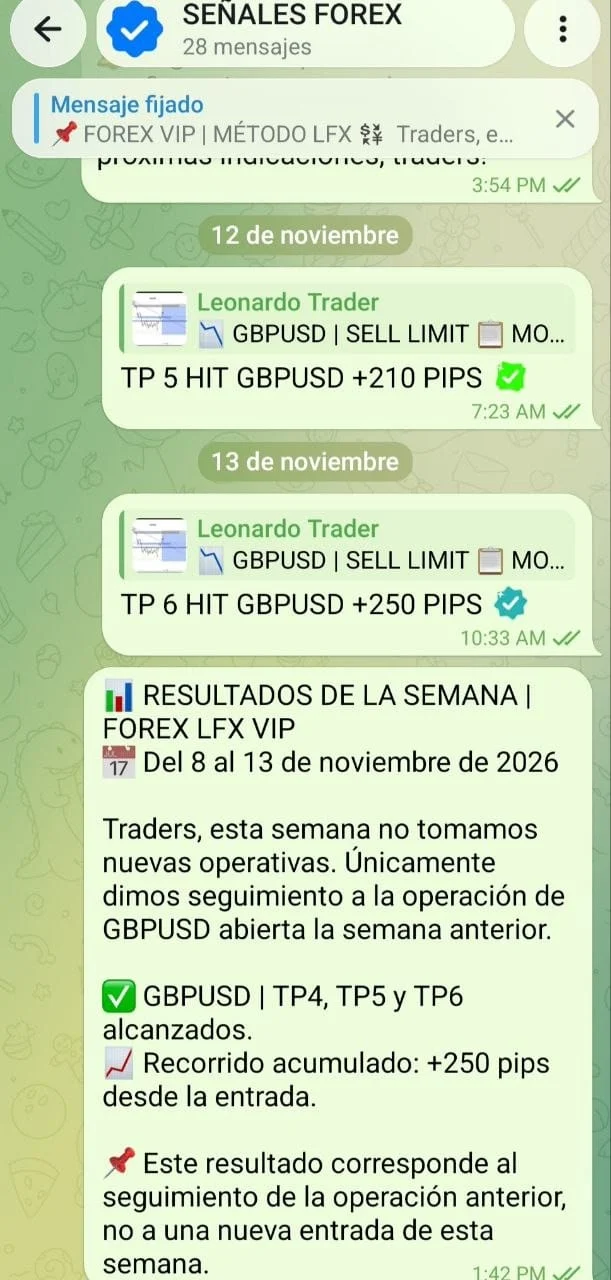 SEÑALES FOREX
28 mensajes
Mensaje fijado
📌 FOREX VIP | MÉTODO LFX 💱 Traders, e...
próximas indicaciones, traders!
3:54 PM
12 de noviembre
Leonardo Trader
📉 GBPUSD | SELL LIMIT 📋 MO...
TP 5 HIT GBPUSD +210 PIPS ✅
7:23 AM
13 de noviembre
Leonardo Trader
📉 GBPUSD | SELL LIMIT 📋 MO...
TP 6 HIT GBPUSD +250 PIPS
10:33 AM
📊 RESULTADOS DE LA SEMANA |
FOREX LFX VIP
📅 Del 8 al 13 de noviembre de 2026
Traders, esta semana no tomamos
nuevas operativas. Únicamente
dimos seguimiento a la operación de
GBPUSD abierta la semana anterior.
✅ GBPUSD | TP4, TP5 y TP6
alcanzados.
📈 Recorrido acumulado: +250 pips
desde la entrada.
📌 Este resultado corresponde al
seguimiento de la operación anterior,
no a una nueva entrada de esta
semana.
1:42 PM